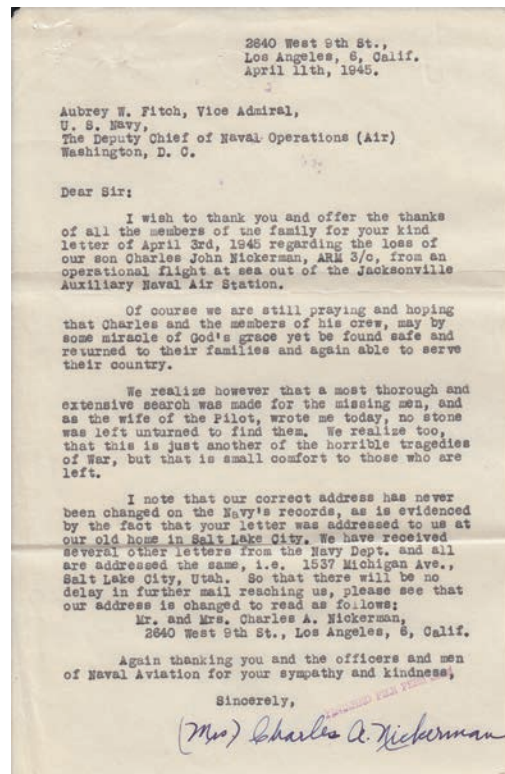 2640 West 9th St.,
Los Angeles, 6, Calif.
April 11th, 1945.
Aubrey W. Fitch, Vice Admiral,
U. S. Navy,
The Deputy Chief of Naval Operations (Air)
Washington, D. C.
Dear Sir:
I wish to thank you and offer the thanks
of all the members of the family for your kind
letter of April 3rd, 1945 regarding the loss of
our son Charles John Nickerman, ARM 3/c, from an
operational flight at sea out of the Jacksonville
Auxiliary Naval Air Station.
Of course we are still praying and hoping
that Charles and the members of his crew, may by
some miracle of God's grace yet be found safe and
returned to their families and again able to serve
their country.
We realize however that a most thorough and
extensive search was made for the missing men, and
as the wife of the Pilot, wrote me today, no stone
was left unturned to find them. We realize too,
that this is just another of the horrible tragedies
of War, but that is small comfort to those who are
left.
I note that our correct address has never
been changed on the Navy's records, as is evidenced
by the fact that your letter was addressed to us at
our old home in Salt Lake City. We have received
several other letters from the Navy Dept. and all
are addressed the same, i.e. 1537 Michigan Ave.,
Salt Lake City, Utah. So that there will be no
delay in further mail reaching us, please see that
our address is changed to read as follows:
Mr. and Mrs. Charles A. Nickerman,
2640 West 9th St., Los Angeles, 6, Calif.
Again thanking you and the officers and men
of Naval Aviation for your sympathy and kindness,
Sincerely,
(Mrs) Charles A. Nickerman